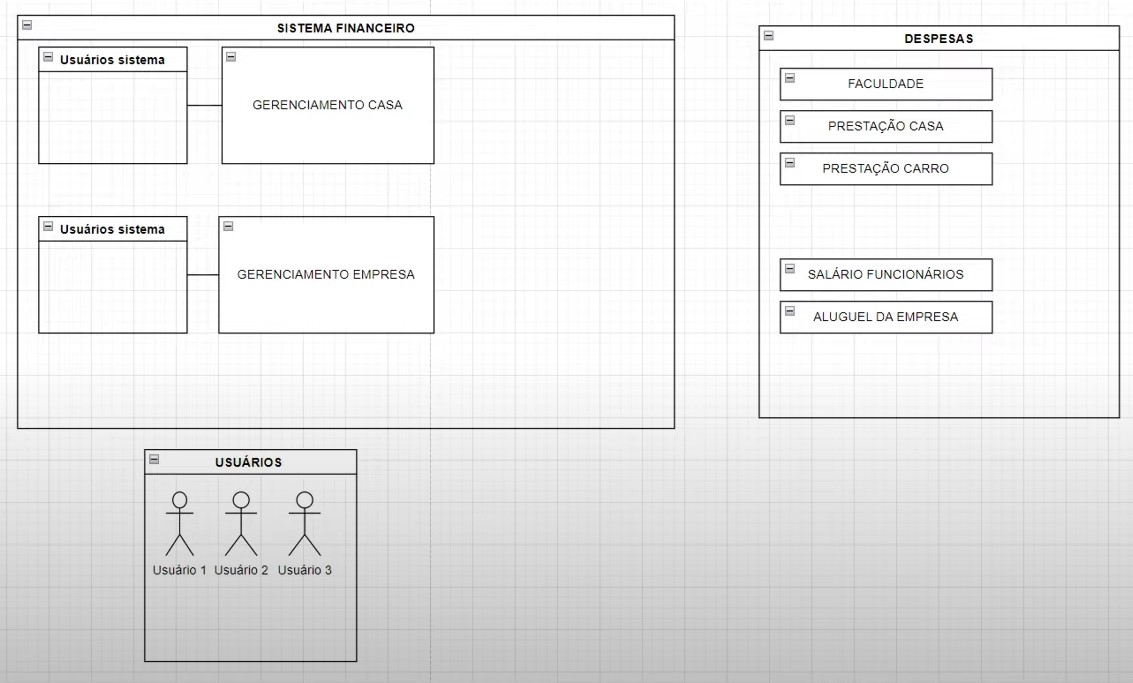 SISTEMA FINANCEIRO
Usuários sistema
GERENCIAMENTO CASA
Usuários sistema
GERENCIAMENTO EMPRESA
DESPESAS
FACULDADE
PRESTAÇÃO CASA
PRESTAÇÃO CARRO
SALÁRIO FUNCIONÁRIOS
ALUGUEL DA EMPRESA
USUÁRIOS
Usuário 1 Usuário 2 Usuário 3